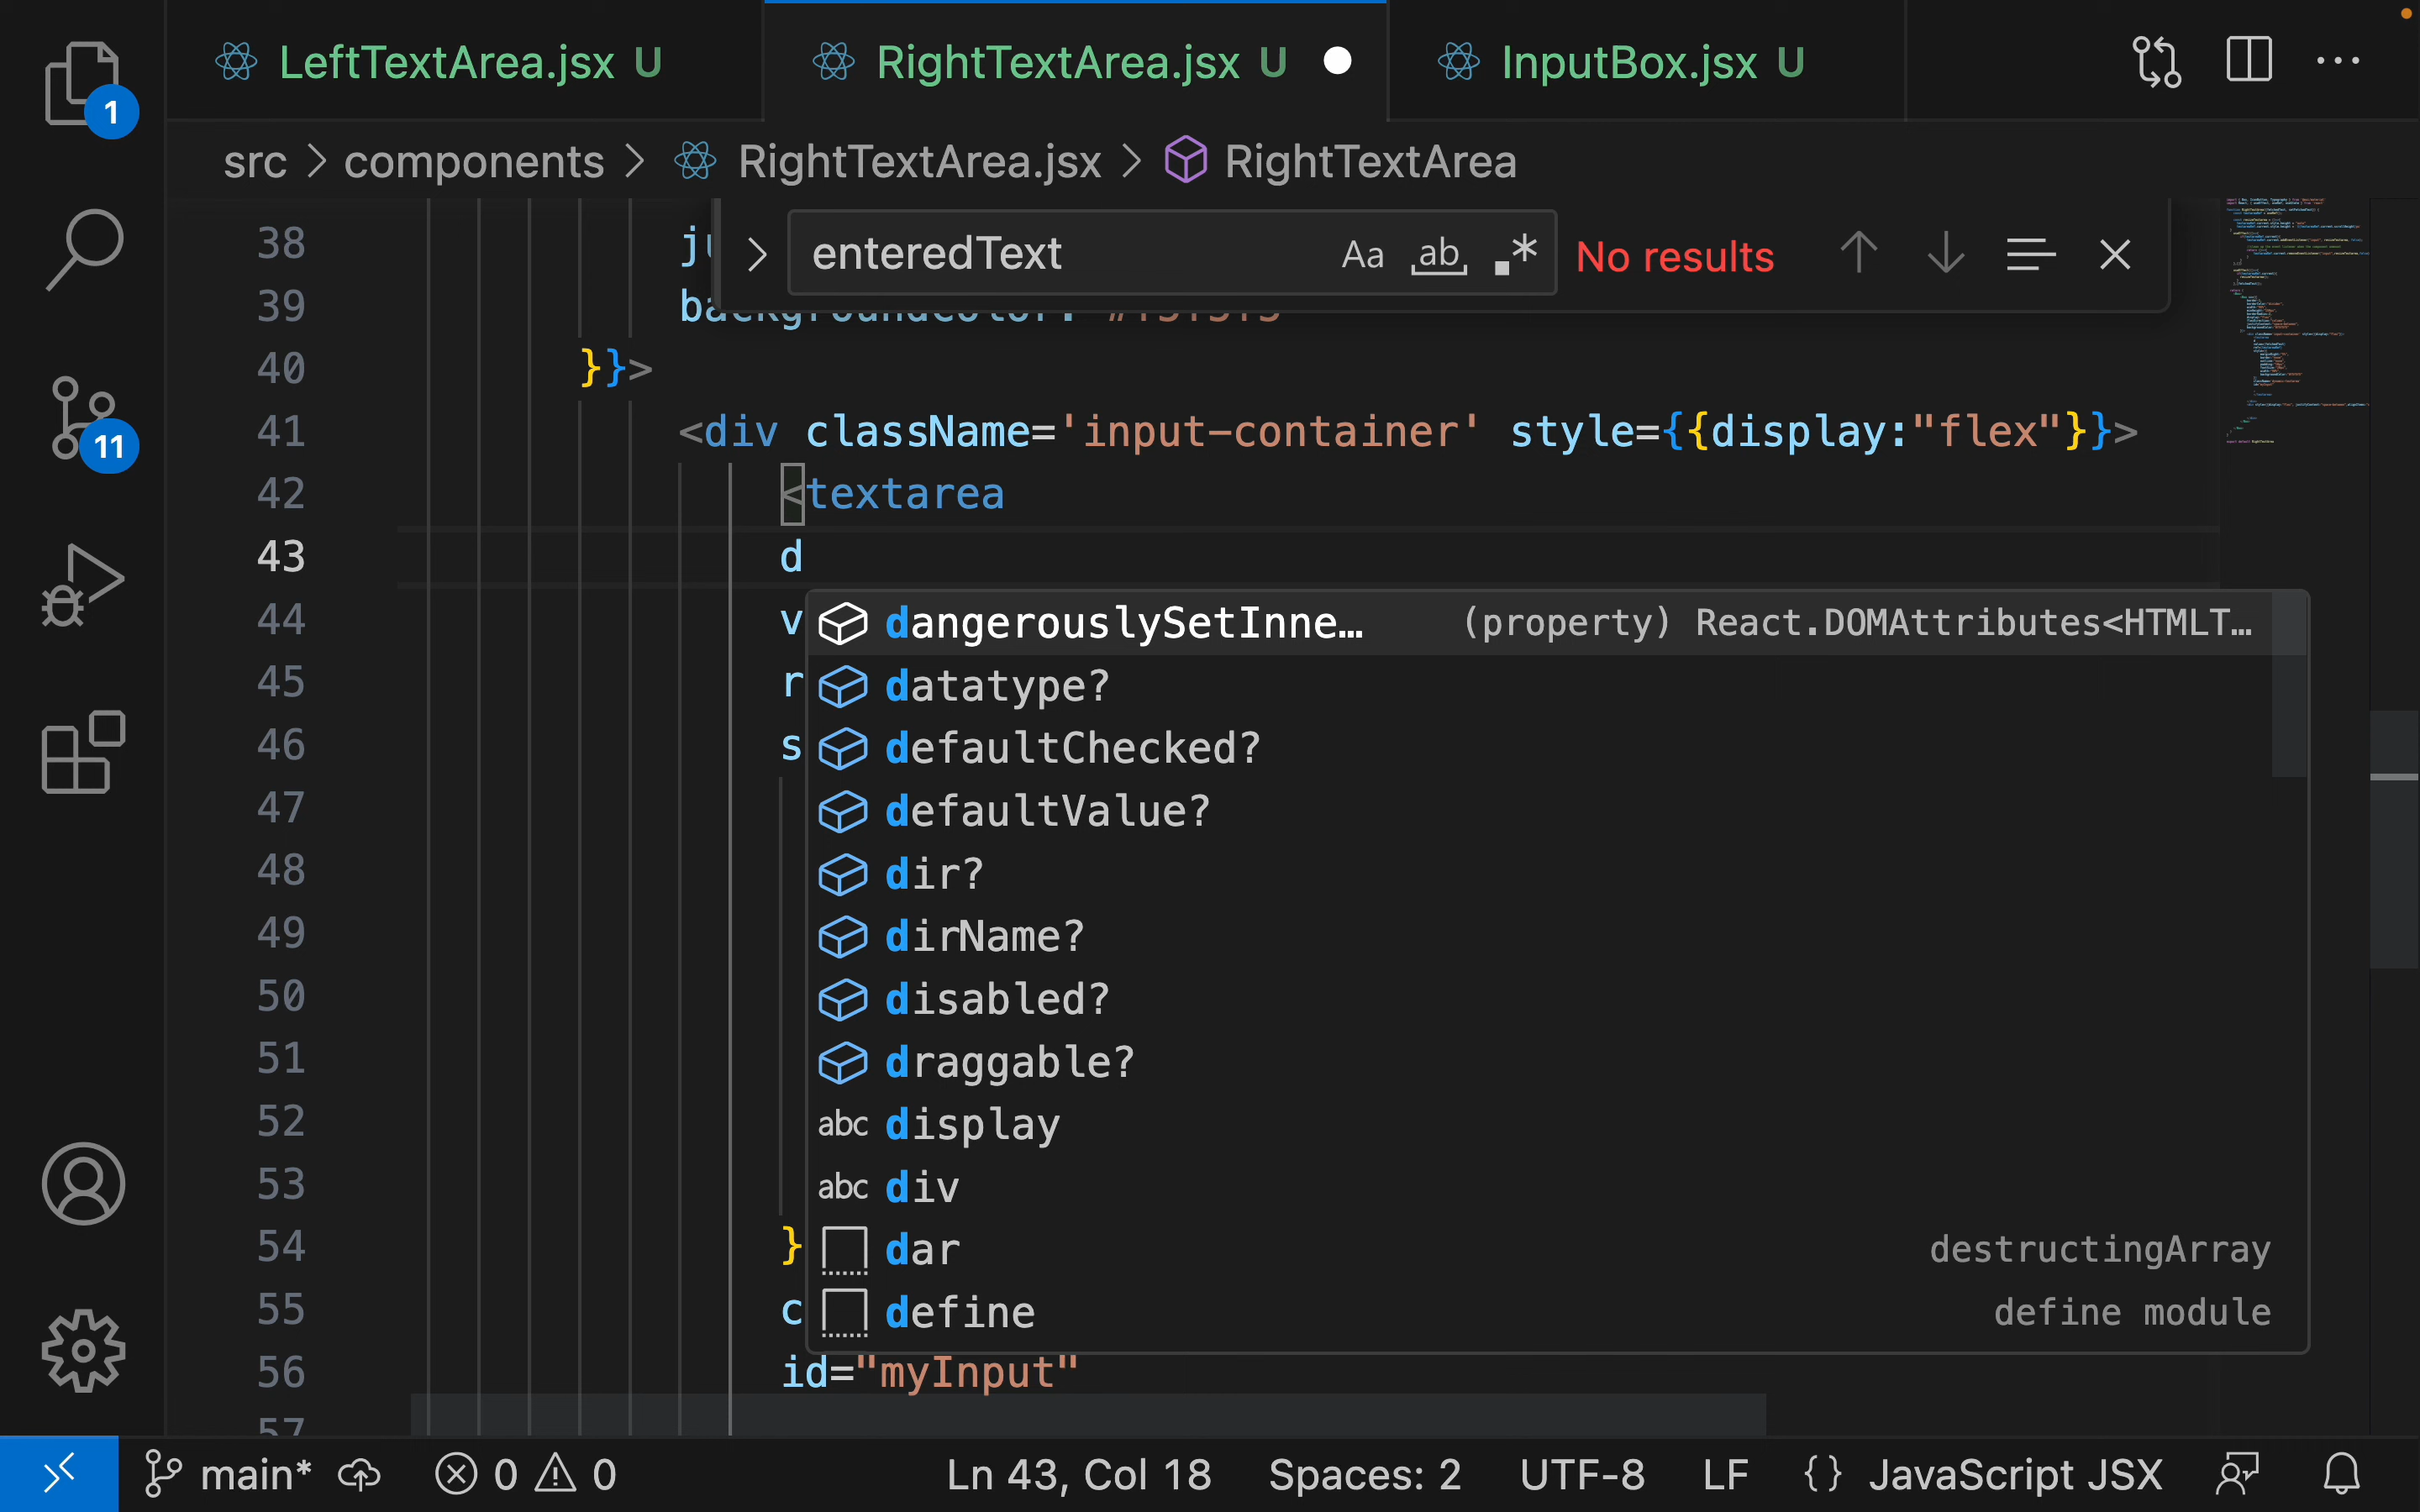 LeftTextArea.jsx U
RightTextArea.jsx U
InputBox.jsx U
1
src > components > RightTextArea.jsx > RightTextArea
enteredText Aa ab .* No results
38 ju
39 backgroundColor: "#f5f5f5"
40 }}>
41 <div className='input-container' style={{display:"flex"}}>
42 <textarea
43 d
44 v dangerouslySetInne… (property) React.DOMAttributes<HTMLT…
45 r datatype?
46 s defaultChecked?
47 defaultValue?
48 dir?
49 dirName?
50 disabled?
51 draggable?
52 abc display
53 abc div
54 } dar destructingArray
55 c define define module
56 id="myInput"
57
11
main* 0 0 Ln 43, Col 18 Spaces: 2 UTF-8 LF {} JavaScript JSX